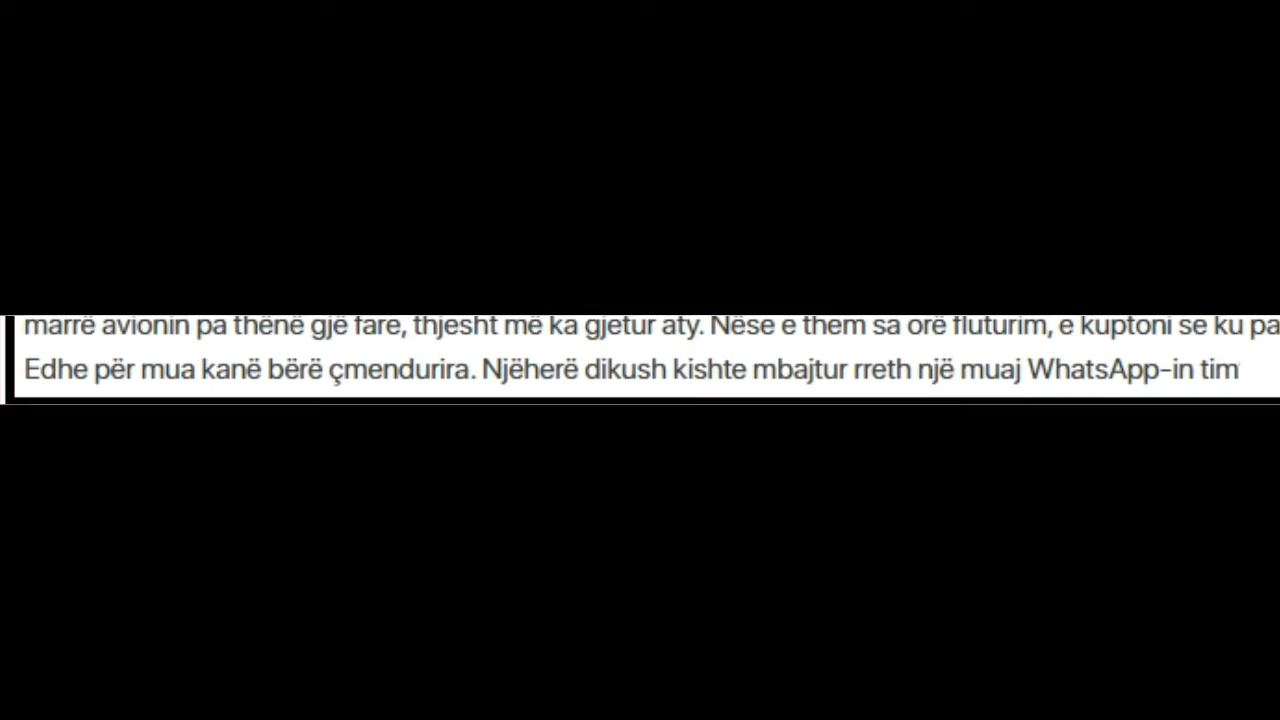 marrë avionin pa thënë gjë fare, thjesht më ka gjetur aty. Nëse e them sa orë fluturim, e kuptoni se ku pa
Edhe për mua kanë bërë çmendurira. Njëherë dikush kishte mbajtur rreth një muaj WhatsApp-in tim